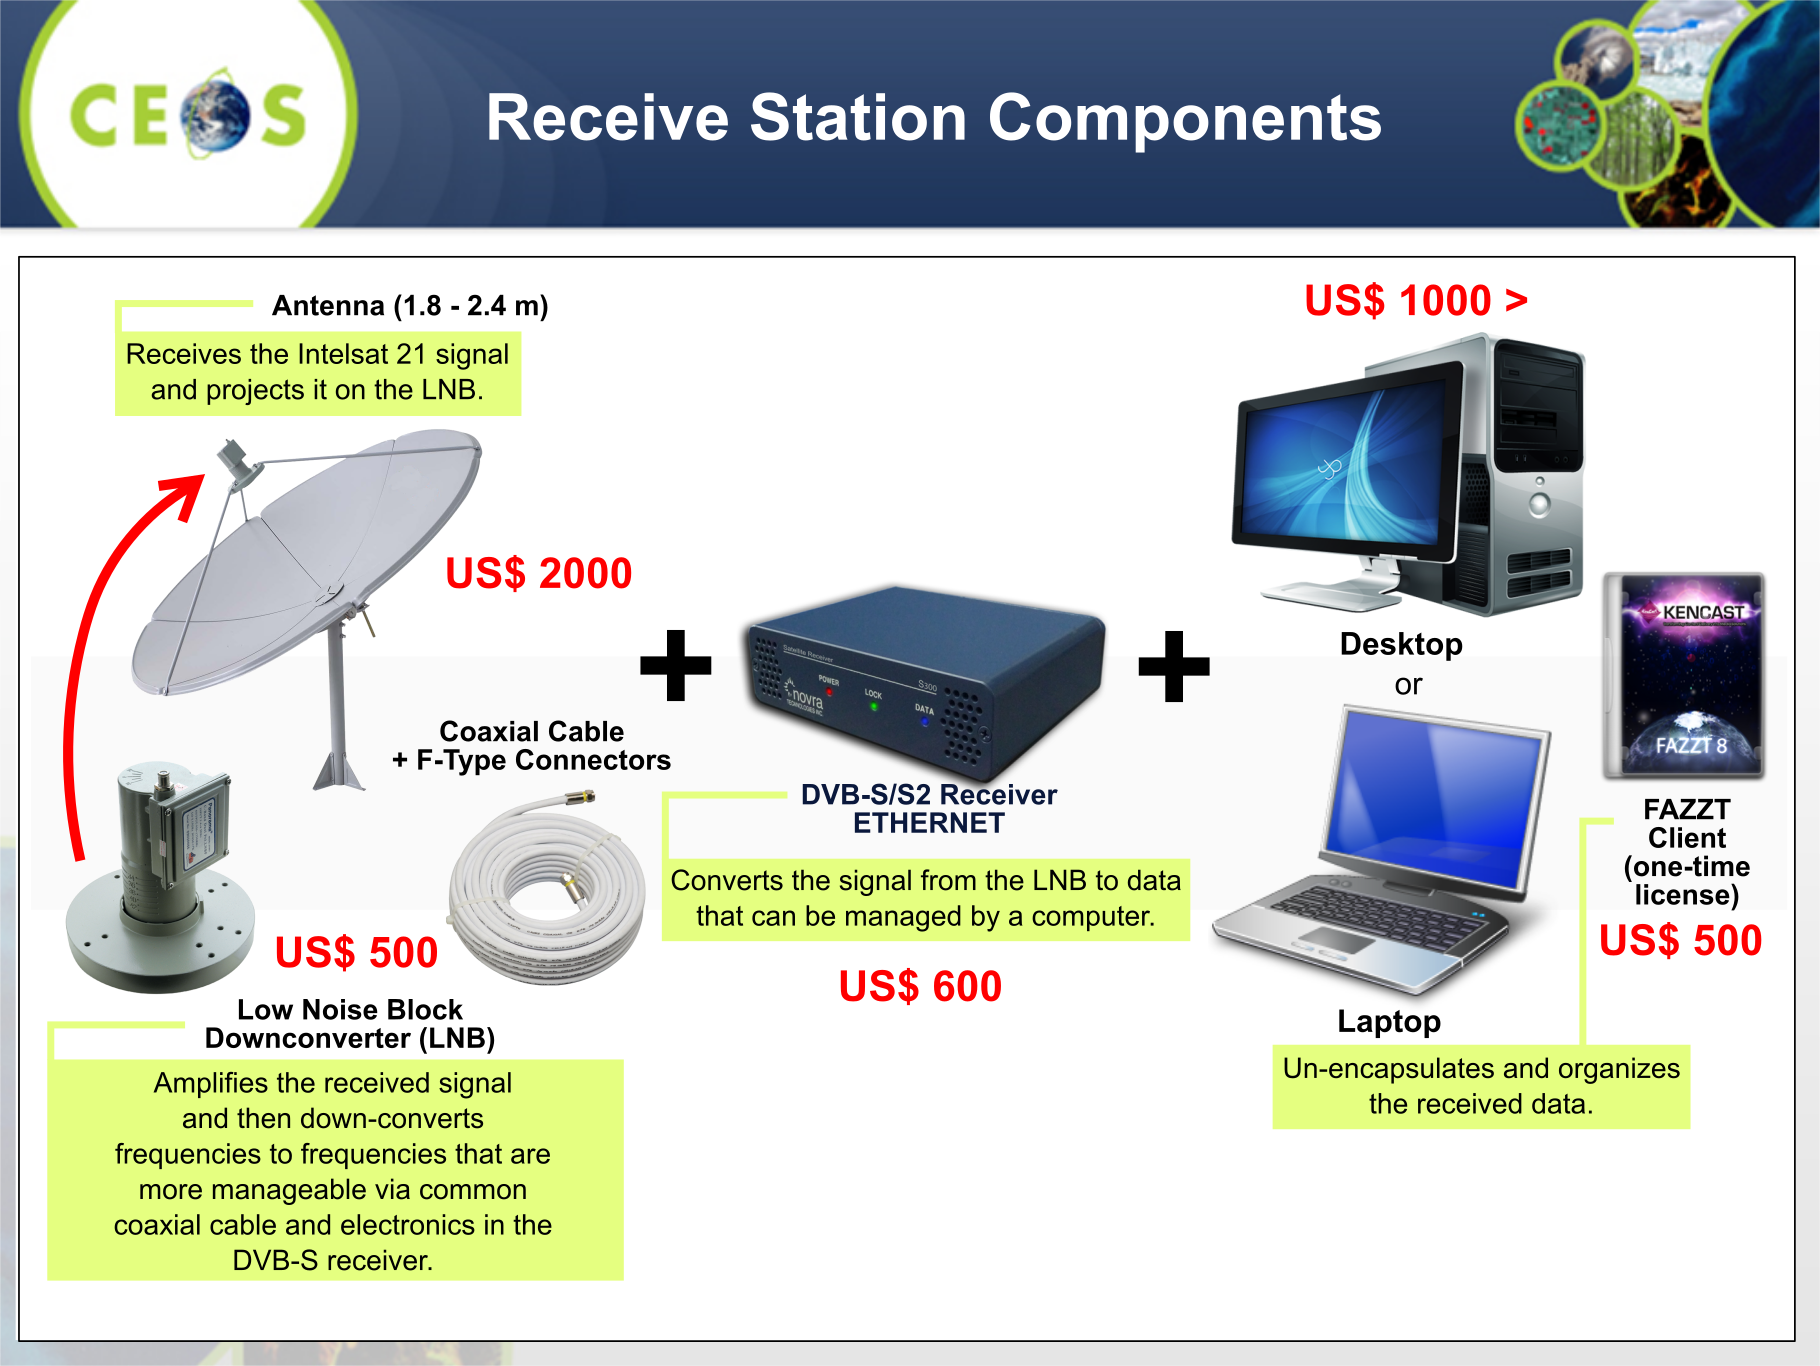 CEOS
Receive Station Components
Antenna (1.8 - 2.4 m)
Receives the Intelsat 21 signal
and projects it on the LNB.
US$ 2000
Coaxial Cable
+ F-Type Connectors
US$ 500
Low Noise Block
Downconverter (LNB)
Amplifies the received signal
and then down-converts
frequencies to frequencies that are
more manageable via common
coaxial cable and electronics in the
DVB-S receiver.
+
Satellite Receiver
S300
POWER
LOCK
DATA
novra
TECHNOLOGIES INC.
DVB-S/S2 Receiver
ETHERNET
Converts the signal from the LNB to data
that can be managed by a computer.
US$ 600
+
US$ 1000 >
Desktop
or
Laptop
KENCAST
FAZZT 8
FAZZT
Client
(one-time
license)
US$ 500
Un-encapsulates and organizes
the received data.